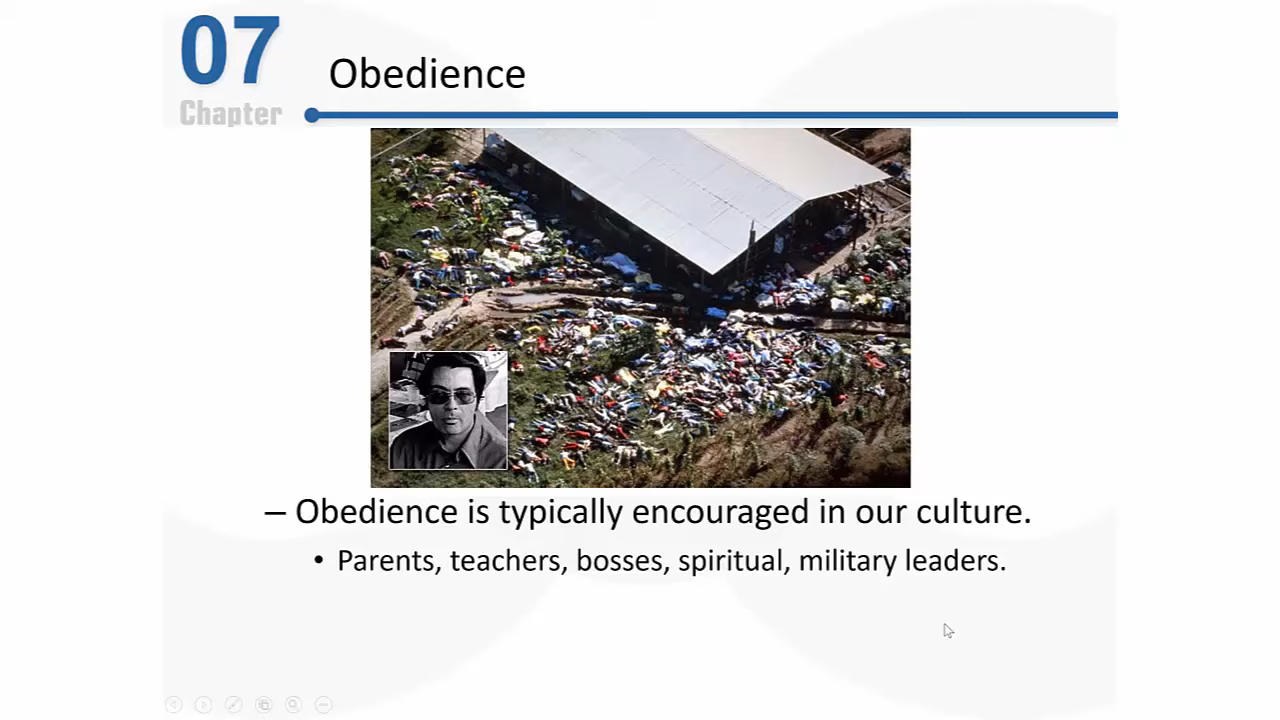 07
Chapter
Obedience
– Obedience is typically encouraged in our culture.
• Parents, teachers, bosses, spiritual, military leaders.